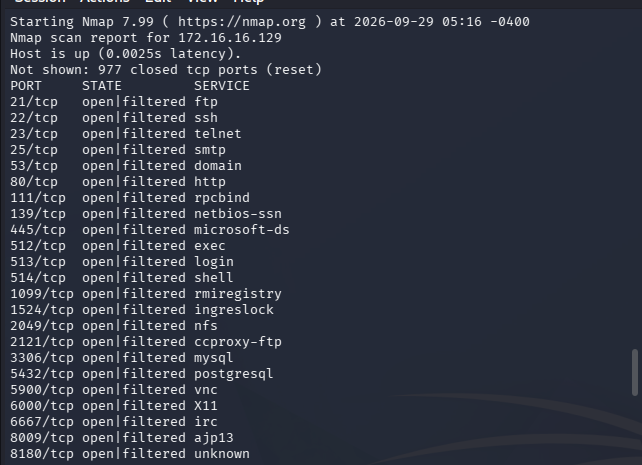 Session Actions Edit View Help
Starting Nmap 7.99 ( https://nmap.org ) at 2026-09-29 05:16 -0400
Nmap scan report for 172.16.16.129
Host is up (0.0025s latency).
Not shown: 977 closed tcp ports (reset)
PORT     STATE         SERVICE
21/tcp   open|filtered ftp
22/tcp   open|filtered ssh
23/tcp   open|filtered telnet
25/tcp   open|filtered smtp
53/tcp   open|filtered domain
80/tcp   open|filtered http
111/tcp  open|filtered rpcbind
139/tcp  open|filtered netbios-ssn
445/tcp  open|filtered microsoft-ds
512/tcp  open|filtered exec
513/tcp  open|filtered login
514/tcp  open|filtered shell
1099/tcp open|filtered rmiregistry
1524/tcp open|filtered ingreslock
2049/tcp open|filtered nfs
2121/tcp open|filtered ccproxy-ftp
3306/tcp open|filtered mysql
5432/tcp open|filtered postgresql
5900/tcp open|filtered vnc
6000/tcp open|filtered X11
6667/tcp open|filtered irc
8009/tcp open|filtered ajp13
8180/tcp open|filtered unknown